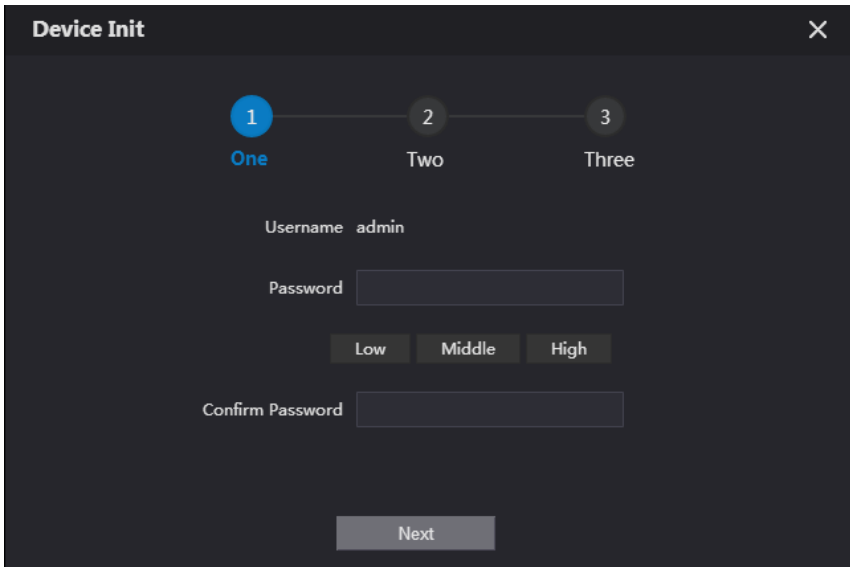 Device Init
1 2 3
One Two Three
Username admin
Password
Low Middle High
Confirm Password
Next